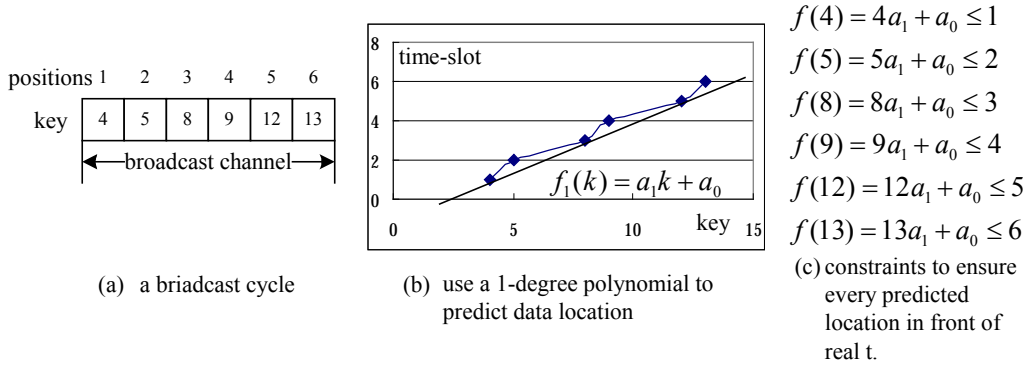 positions 1 2 3 4 5 6
key 4 5 8 9 12 13
broadcast channel
(a) a briadcast cycle
8
time-slot
6
4
2
f₁(k) = a₁k + a₀
0
key
0 5 10 15
(b) use a 1-degree polynomial to
predict data location
f(4) = 4a₁ + a₀ ≤ 1
f(5) = 5a₁ + a₀ ≤ 2
f(8) = 8a₁ + a₀ ≤ 3
f(9) = 9a₁ + a₀ ≤ 4
f(12) = 12a₁ + a₀ ≤ 5
f(13) = 13a₁ + a₀ ≤ 6
(c) constraints to ensure
every predicted
location in front of
real t.